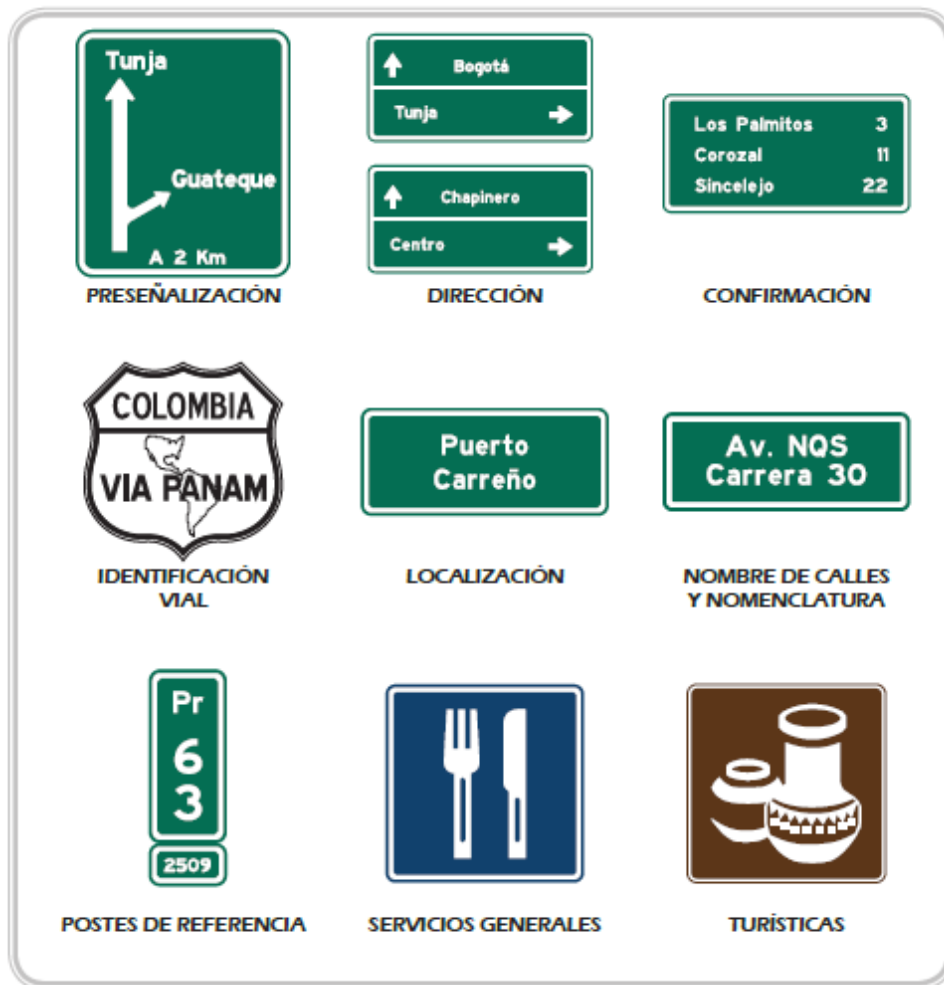 Tunja
Guateque
A 2 Km
PRESEÑALIZACIÓN
Bogotá
Tunja
Chapinero
Centro
DIRECCIÓN
Los Palmitos 3
Corozal 11
Sincelejo 22
CONFIRMACIÓN
COLOMBIA
VIA PANAM
IDENTIFICACIÓN
VIAL
Puerto
Carreño
LOCALIZACIÓN
Av. NQS
Carrera 30
NOMBRE DE CALLES
Y NOMENCLATURA
Pr
6
3
2509
POSTES DE REFERENCIA
SERVICIOS GENERALES
TURÍSTICAS